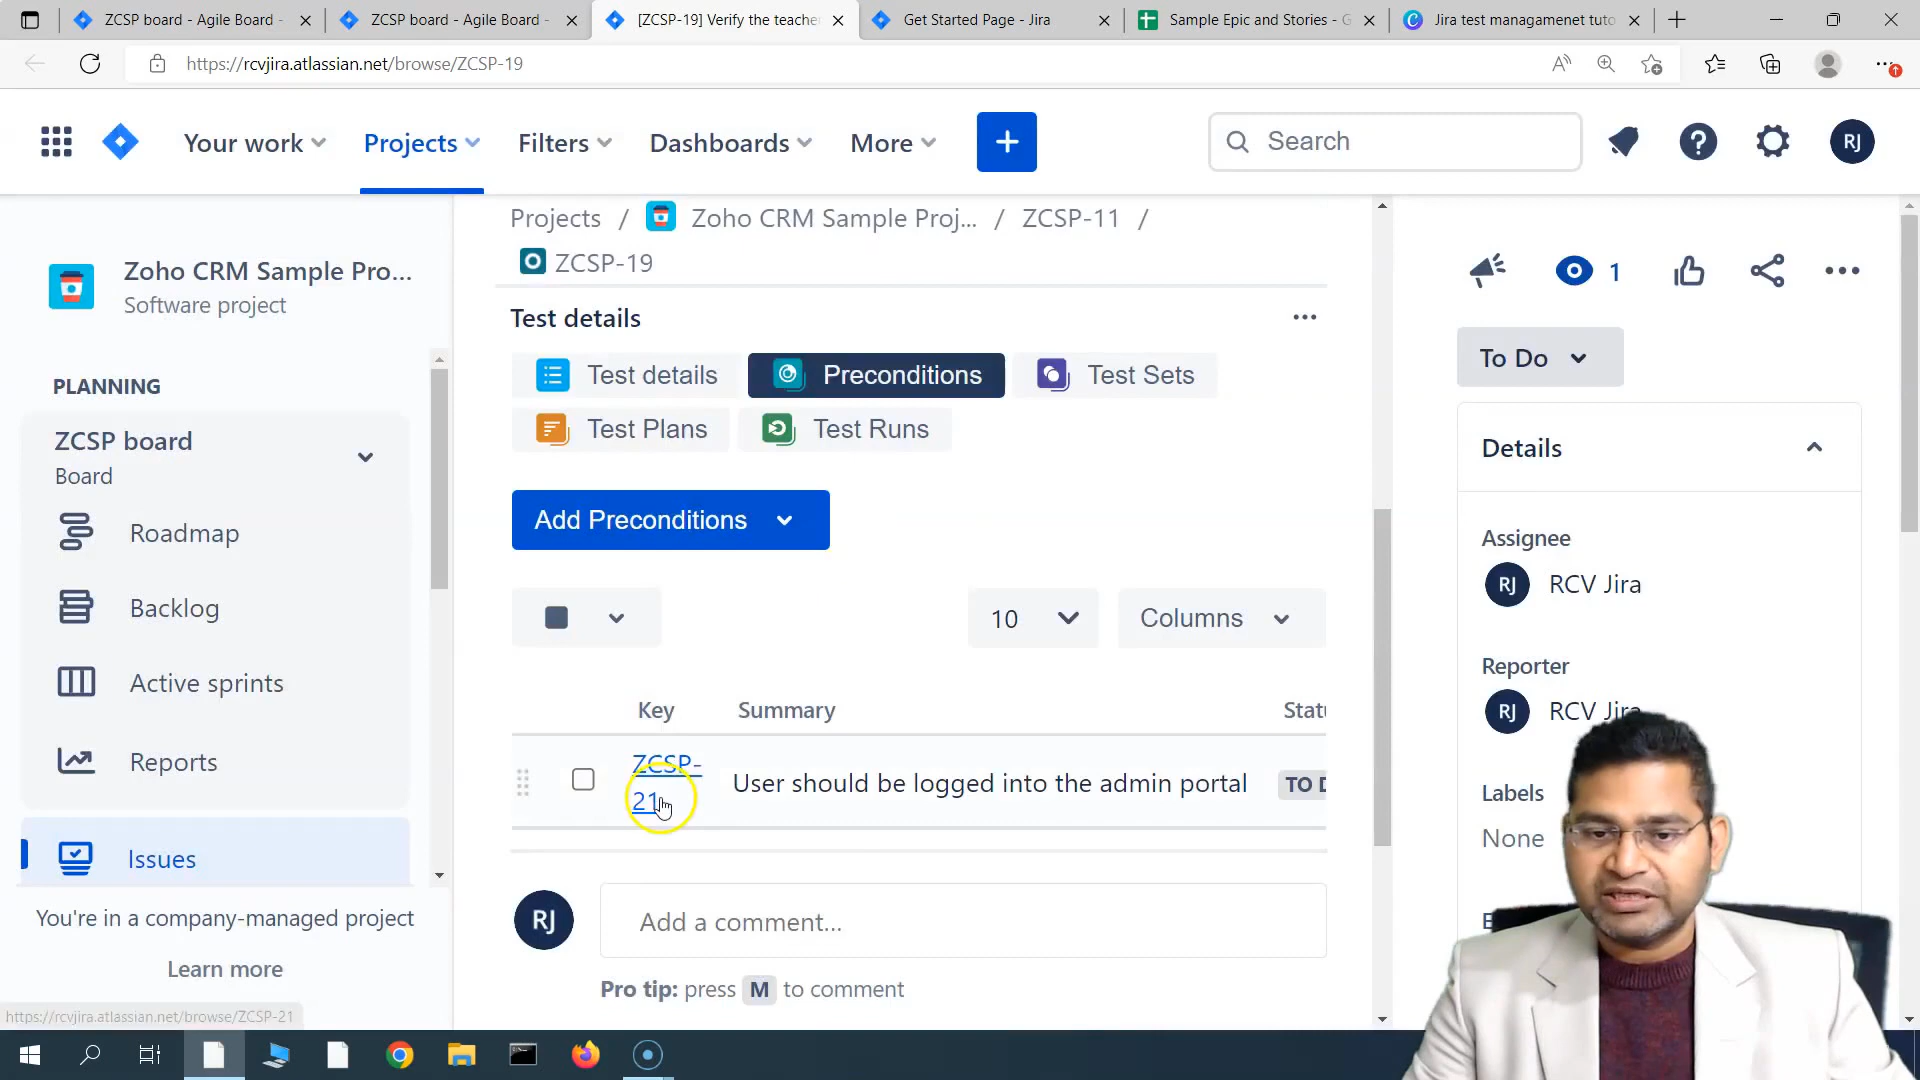 ZCSP board - Agile Board -
ZCSP board - Agile Board -
[ZCSP-19] Verify the teache
Get Started Page - Jira
Sample Epic and Stories - G
Jira test managamenet tuto
https://rcvjira.atlassian.net/browse/ZCSP-19
Your work
Projects
Filters
Dashboards
More
Search
RJ
Zoho CRM Sample Pro...
Software project
PLANNING
ZCSP board
Board
Roadmap
Backlog
Active sprints
Reports
Issues
You're in a company-managed project
Learn more
https://rcvjira.atlassian.net/browse/ZCSP-21
Projects / Zoho CRM Sample Proj... / ZCSP-11 /
ZCSP-19
Test details
Test details
Preconditions
Test Sets
Test Plans
Test Runs
Add Preconditions
10
Columns
Key Summary Statu
ZCSP-
21
User should be logged into the admin portal
TO D
RJ
Add a comment...
Pro tip: press M to comment
1
To Do
Details
Assignee
RJ RCV Jira
Reporter
RJ RCV Jira
Labels
None